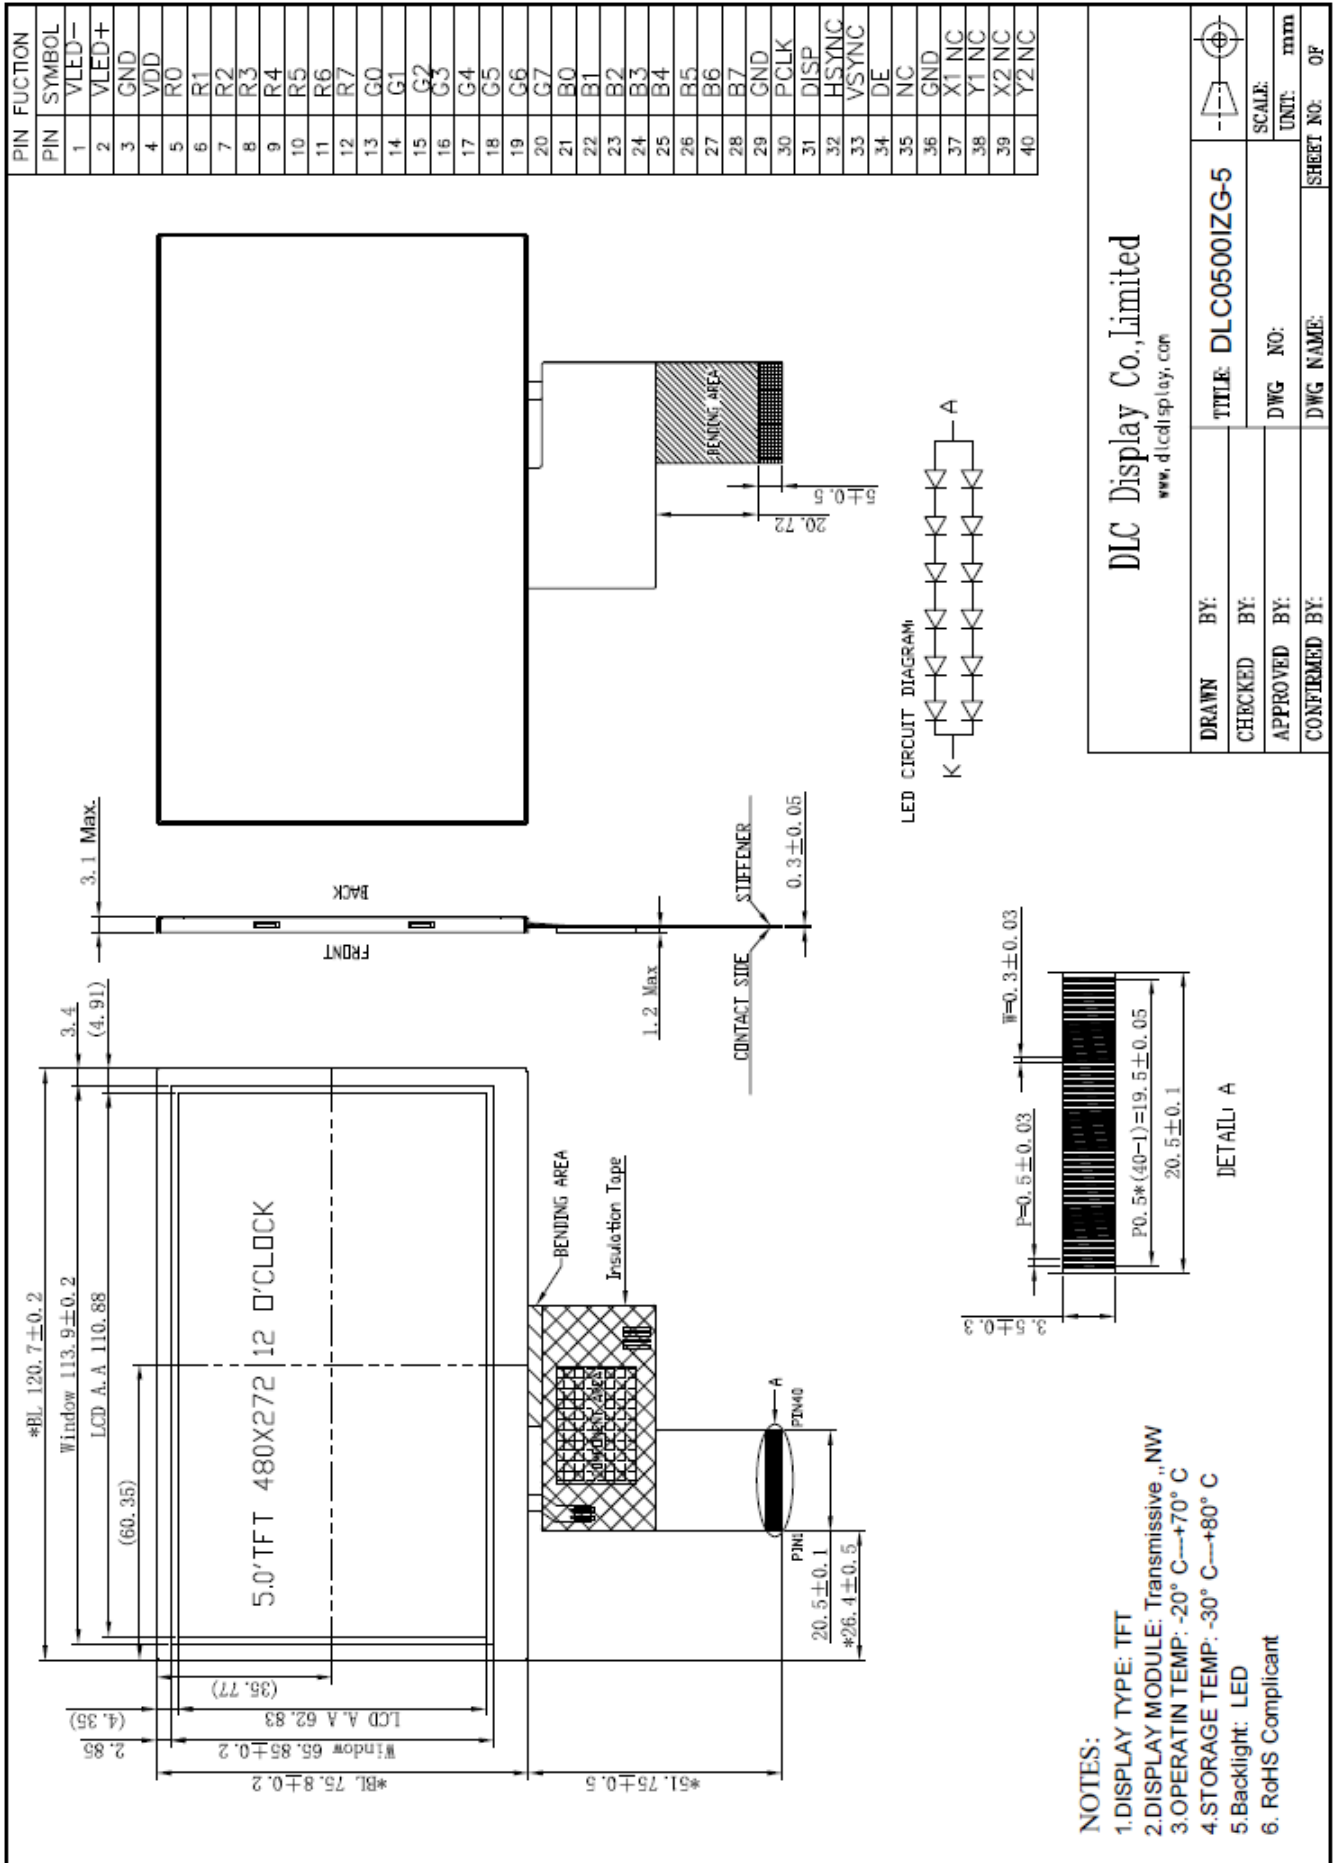 PIN FUCTION
PIN SYMBOL
1 VLED-
2 VLED+
3 GND
4 VDD
5 R0
6 R1
7 R2
8 R3
9 R4
10 R5
11 R6
12 R7
13 G0
14 G1
15 G2
16 G3
17 G4
18 G5
19 G6
20 G7
21 B0
22 B1
23 B2
24 B3
25 B4
26 B5
27 B6
28 B7
29 GND
30 PCLK
31 DISP
32 HSYNC
33 VSYNC
34 DE
35 NC
36 GND
37 X1 NC
38 Y1 NC
39 X2 NC
40 Y2 NC
*BL 120.7±0.2
Window 113.9±0.2
LCD A.A 110.88
(60.35)
3.4
(4.91)
5.0'TFT 480X272 12 O'CLOCK
2.85
(4.35)
(35.77)
LCD A.A 62.83
Window 65.85±0.2
*BL 75.8±0.2
*51.75±0.5
BENDING AREA
Insulation Tape
A
PIN1
PIN40
20.5±0.1
*26.4±0.5
3.1 Max.
FRONT
BACK
1.2 Max
CONTACT SIDE
STIFFENER
0.3±0.05
BENDING AREA
20.72
5±0.5
LED CIRCUIT DIAGRAM:
K
A
W=0.3±0.03
P=0.5±0.03
3.5±0.3
P0.5*(40-1)=19.5±0.05
20.5±0.1
DETAIL: A
NOTES:
1.DISPLAY TYPE: TFT
2.DISPLAY MODULE: Transmissive ,,NW
3.OPERATIN TEMP: -20° C---+70° C
4.STORAGE TEMP: -30° C---+80° C
5.Backlight: LED
6. RoHS Complicant
DLC Display Co.,Limited
www.dlcdisplay.com
DRAWN BY:
TITLE: DLC0500IZG-5
CHECKED BY:
SCALE:
APPROVED BY:
DWG NO:
UNIT: mm
CONFIRMED BY:
DWG NAME:
SHEET NO: OF